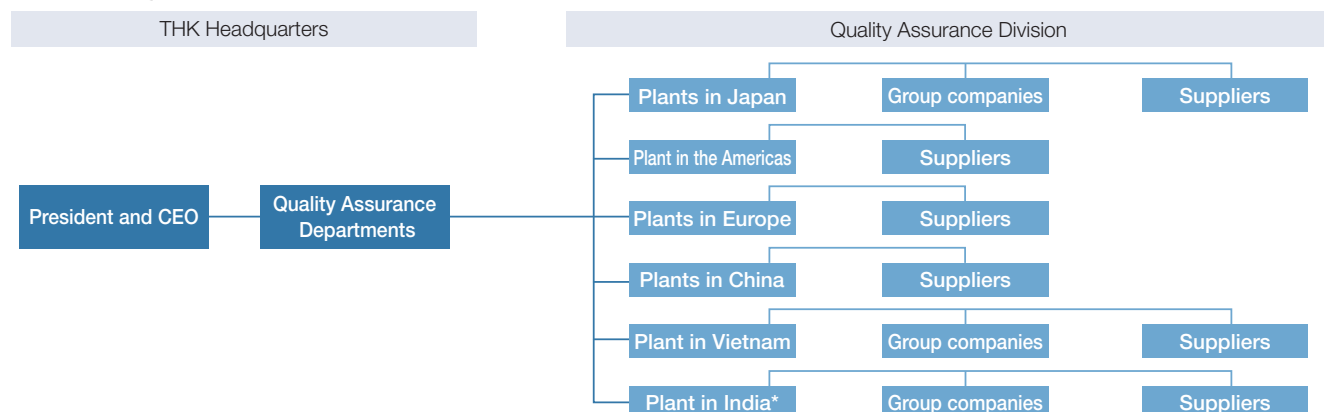 THK Headquarters
Quality Assurance Division
Plants in Japan
Group companies
Suppliers
Plant in the Americas
Suppliers
President and CEO
Quality Assurance
Departments
Plants in Europe
Suppliers
Plants in China
Suppliers
Plant in Vietnam
Group companies
Suppliers
Plant in India*
Group companies
Suppliers